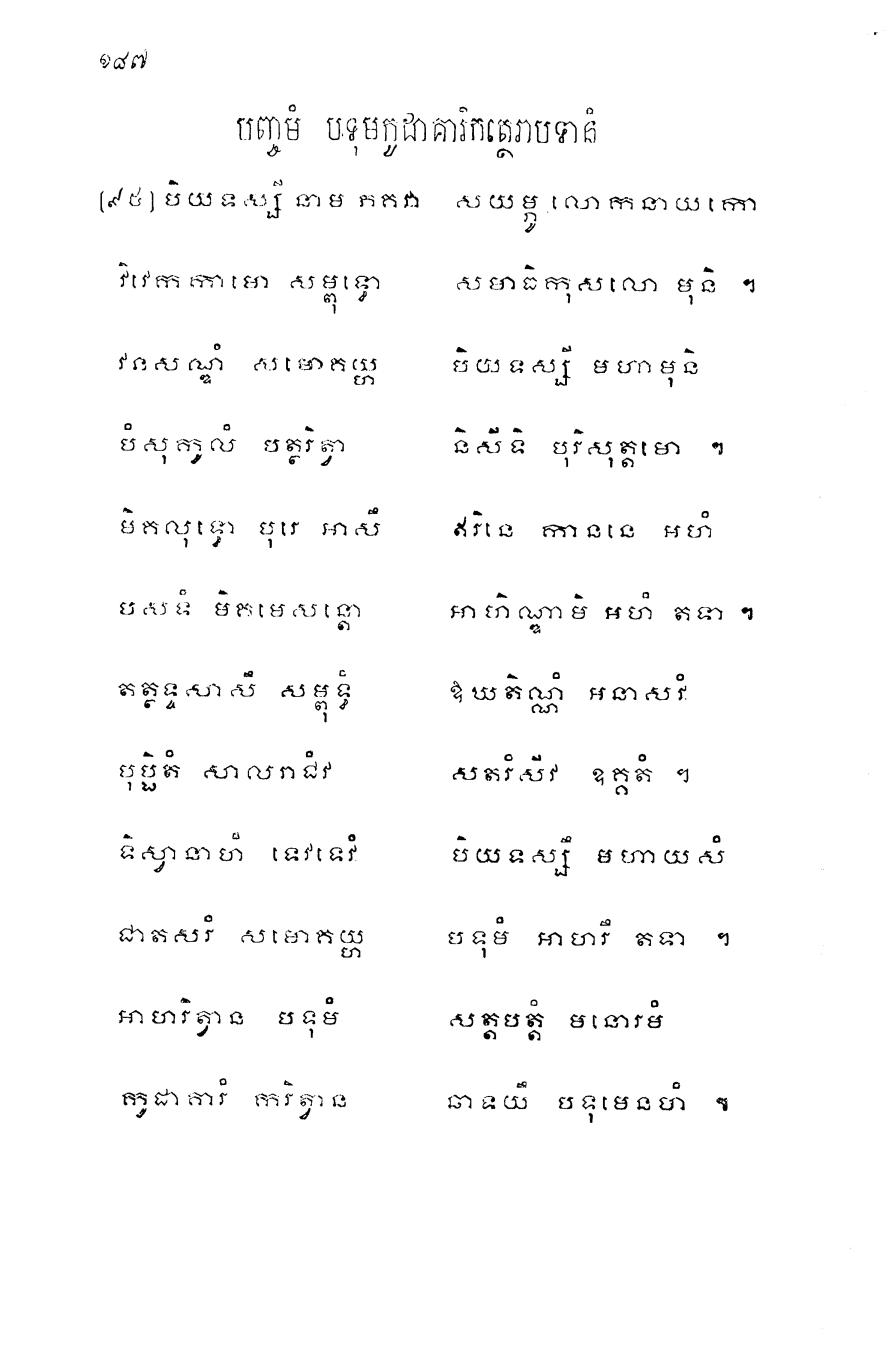 ១៨៧
បញ្ចមំ បទុមកូដាគារិកត្ថេរាបទានំ
[៩៥] បិយទស្សី នាម ភគវា សយម្ភូ លោកនាយកោ
វិវេកកាមោ សម្ពុទ្ធោ សមាធិកុសលោ មុនិ ។
វនសណ្ឌំ សមោគយ្ហ បិយទស្សី មហាមុនិ
បំសុកូលំ បត្ថរិត្វា និសីទិ បុរិសុត្តមោ ។
មិគលុទ្ធោ បុរេ អាសឹ ឥរិនេ កាននេ អហំ
បសទំ មិគមេសន្តោ អាហិណ្ឌាមិ អហំ តទា ។
តត្ថទ្ទសាសឹ សម្ពុទ្ធំ ឱឃតិណ្ណំ អនាសវំ
បុប្ផិតំ សាលរាជំវ សតរំសីវ ឧគ្គតំ ។
ទិស្វានាហំ ទេវទេវំ បិយទស្សឹ មហាយសំ
ជាតសរំ សមោគយ្ហ បទុមំ អាហរឹ តទា ។
អាហរិត្វាន បទុមំ សត្តបត្តំ មនោរមំ
កូដាគារំ ករិត្វាន ឆាទយឹ បទុមេនហំ ។